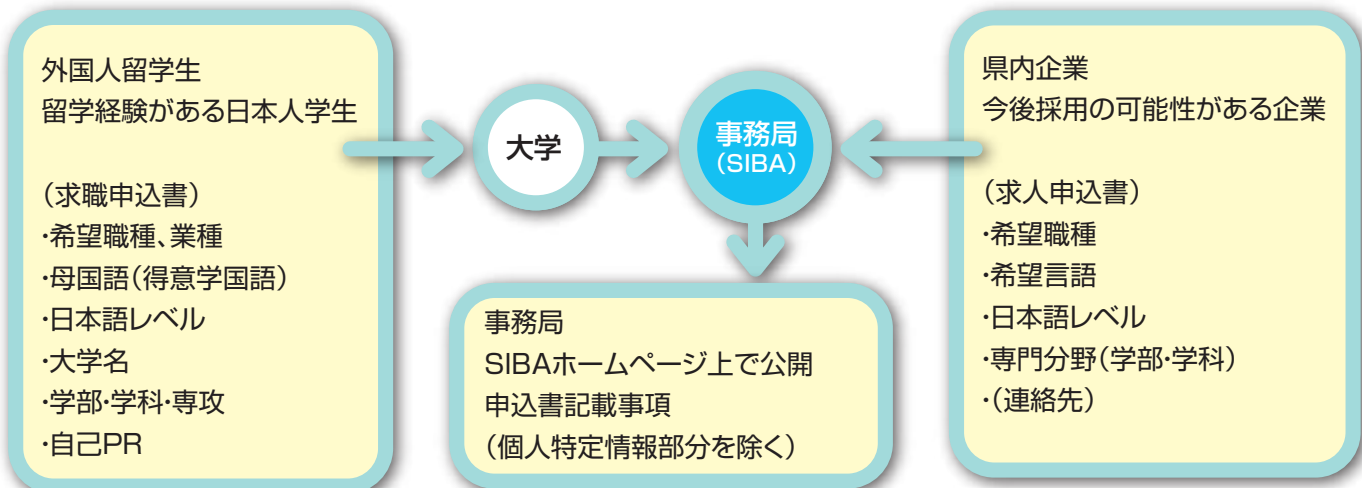 外国人留学生
留学経験がある日本人学生
(求職申込書)
・希望職種、業種
・母国語(得意学国語)
・日本語レベル
・大学名
・学部・学科・専攻
・自己PR
大学
事務局
(SIBA)
事務局
SIBAホームページ上で公開
申込書記載事項
(個人特定情報部分を除く)
県内企業
今後採用の可能性がある企業
(求人申込書)
・希望職種
・希望言語
・日本語レベル
・専門分野(学部・学科)
・(連絡先)